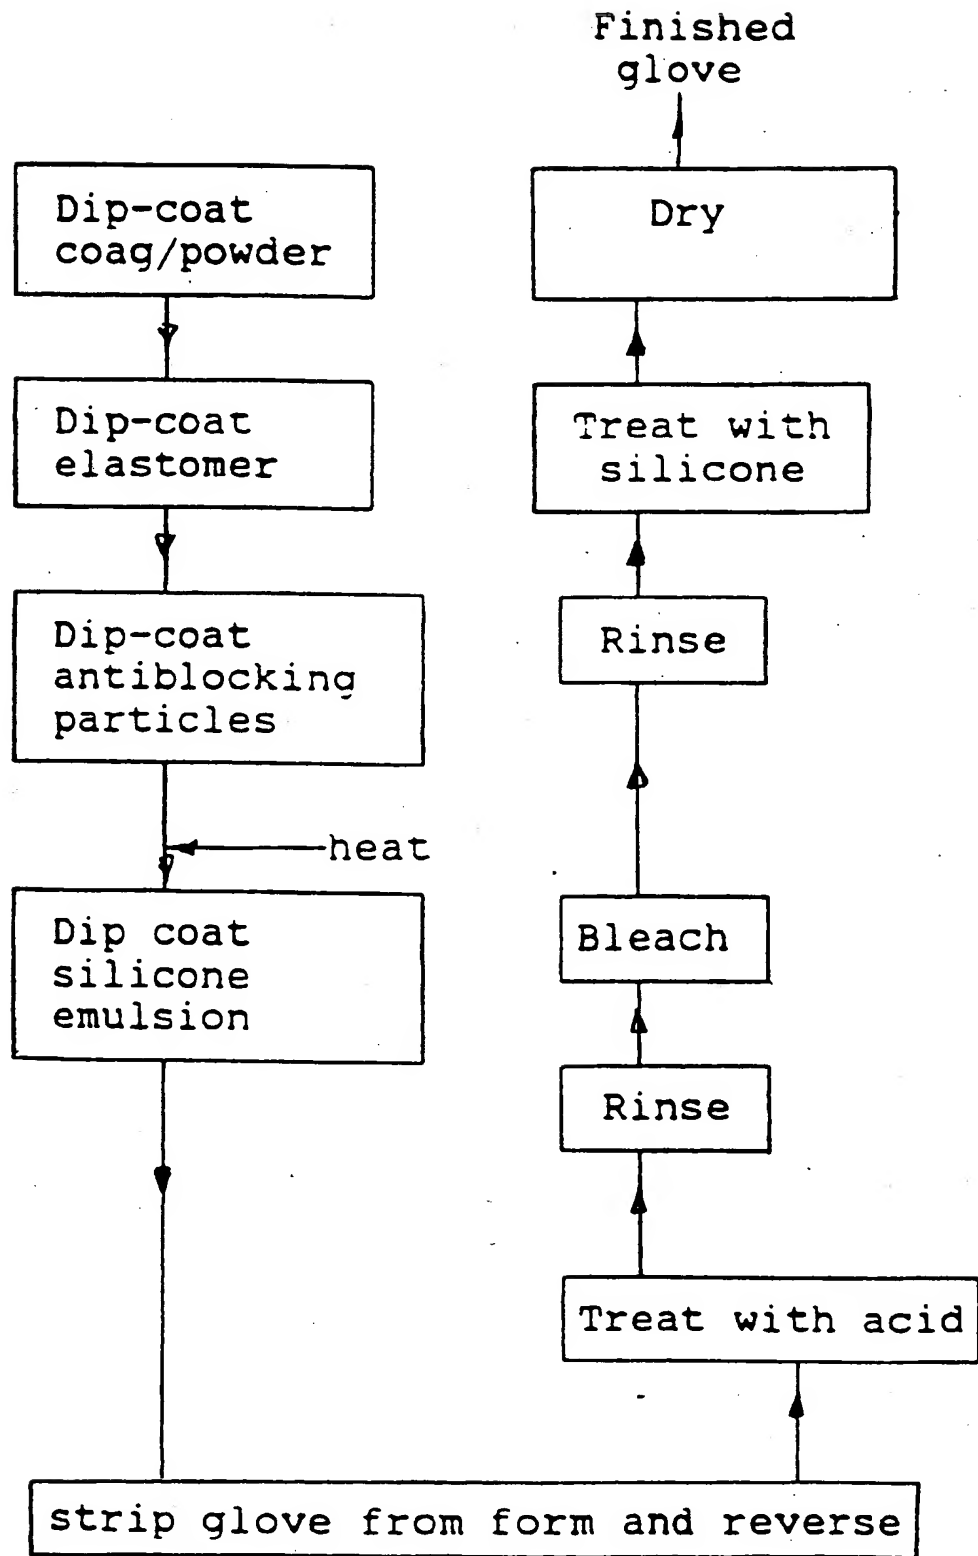 Dip-coat
coag/powder
Dip-coat
elastomer
Dip-coat
antiblocking
particles
heat
Dip coat
silicone
emulsion
strip glove from form and reverse
Treat with acid
Rinse
Bleach
Rinse
Treat with
silicone
Dry
Finished
glove